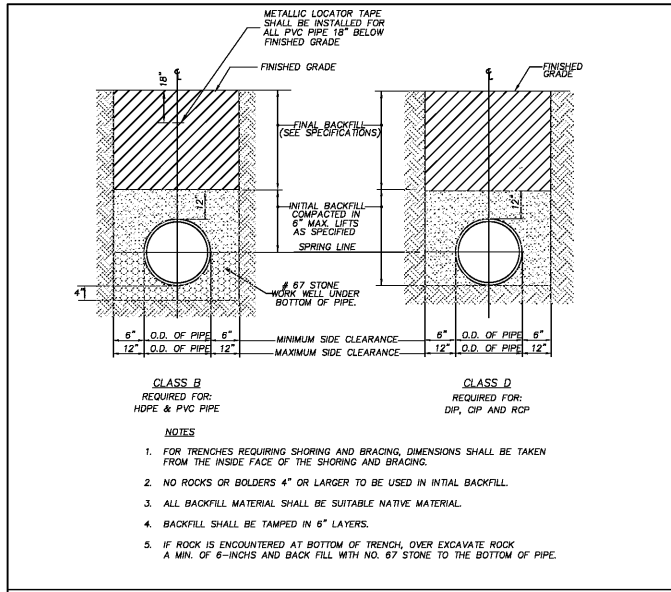 METALLIC LOCATOR TAPE
SHALL BE INSTALLED FOR
ALL PVC PIPE 18" BELOW
FINISHED GRADE
℄
FINISHED GRADE
18"
℄
FINISHED
GRADE
FINAL BACKFILL
(SEE SPECIFICATIONS)
12"
12"
INITIAL BACKFILL
COMPACTED IN
6" MAX. LIFTS
AS SPECIFIED
SPRING LINE
# 67 STONE
WORK WELL UNDER
BOTTOM OF PIPE.
4"
6" O.D. OF PIPE 6" MINIMUM SIDE CLEARANCE 6" O.D. OF PIPE 6"
12" O.D. OF PIPE 12" MAXIMUM SIDE CLEARANCE 12" O.D. OF PIPE 12"
CLASS B
REQUIRED FOR:
HDPE & PVC PIPE
CLASS D
REQUIRED FOR:
DIP, CIP AND RCP
NOTES
1. FOR TRENCHES REQUIRING SHORING AND BRACING, DIMENSIONS SHALL BE TAKEN
FROM THE INSIDE FACE OF THE SHORING AND BRACING.
2. NO ROCKS OR BOLDERS 4" OR LARGER TO BE USED IN INTIAL BACKFILL.
3. ALL BACKFILL MATERIAL SHALL BE SUITABLE NATIVE MATERIAL.
4. BACKFILL SHALL BE TAMPED IN 6" LAYERS.
5. IF ROCK IS ENCOUNTERED AT BOTTOM OF TRENCH, OVER EXCAVATE ROCK
A MIN. OF 6-INCHS AND BACK FILL WITH NO. 67 STONE TO THE BOTTOM OF PIPE.